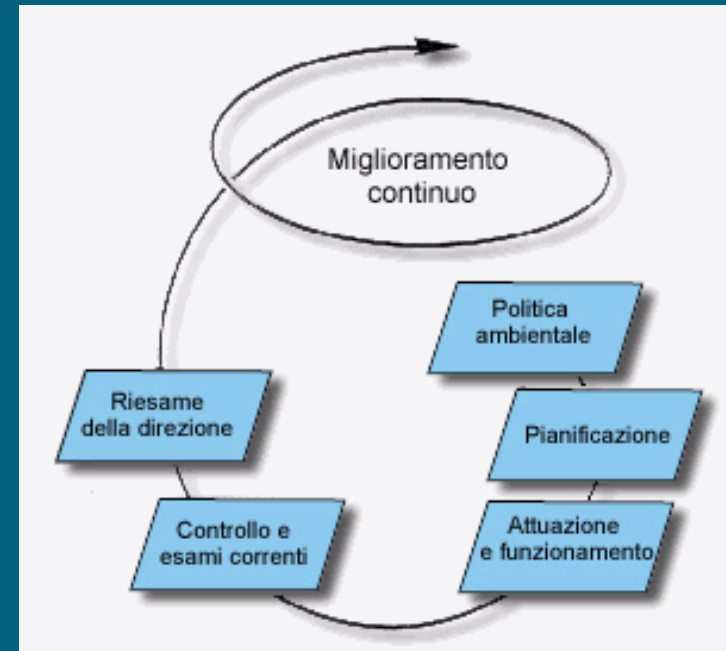 Miglioramento
continuo
Politica
ambientale
Pianificazione
Attuazione
e funzionamento
Controllo e
esami correnti
Riesame
della direzione